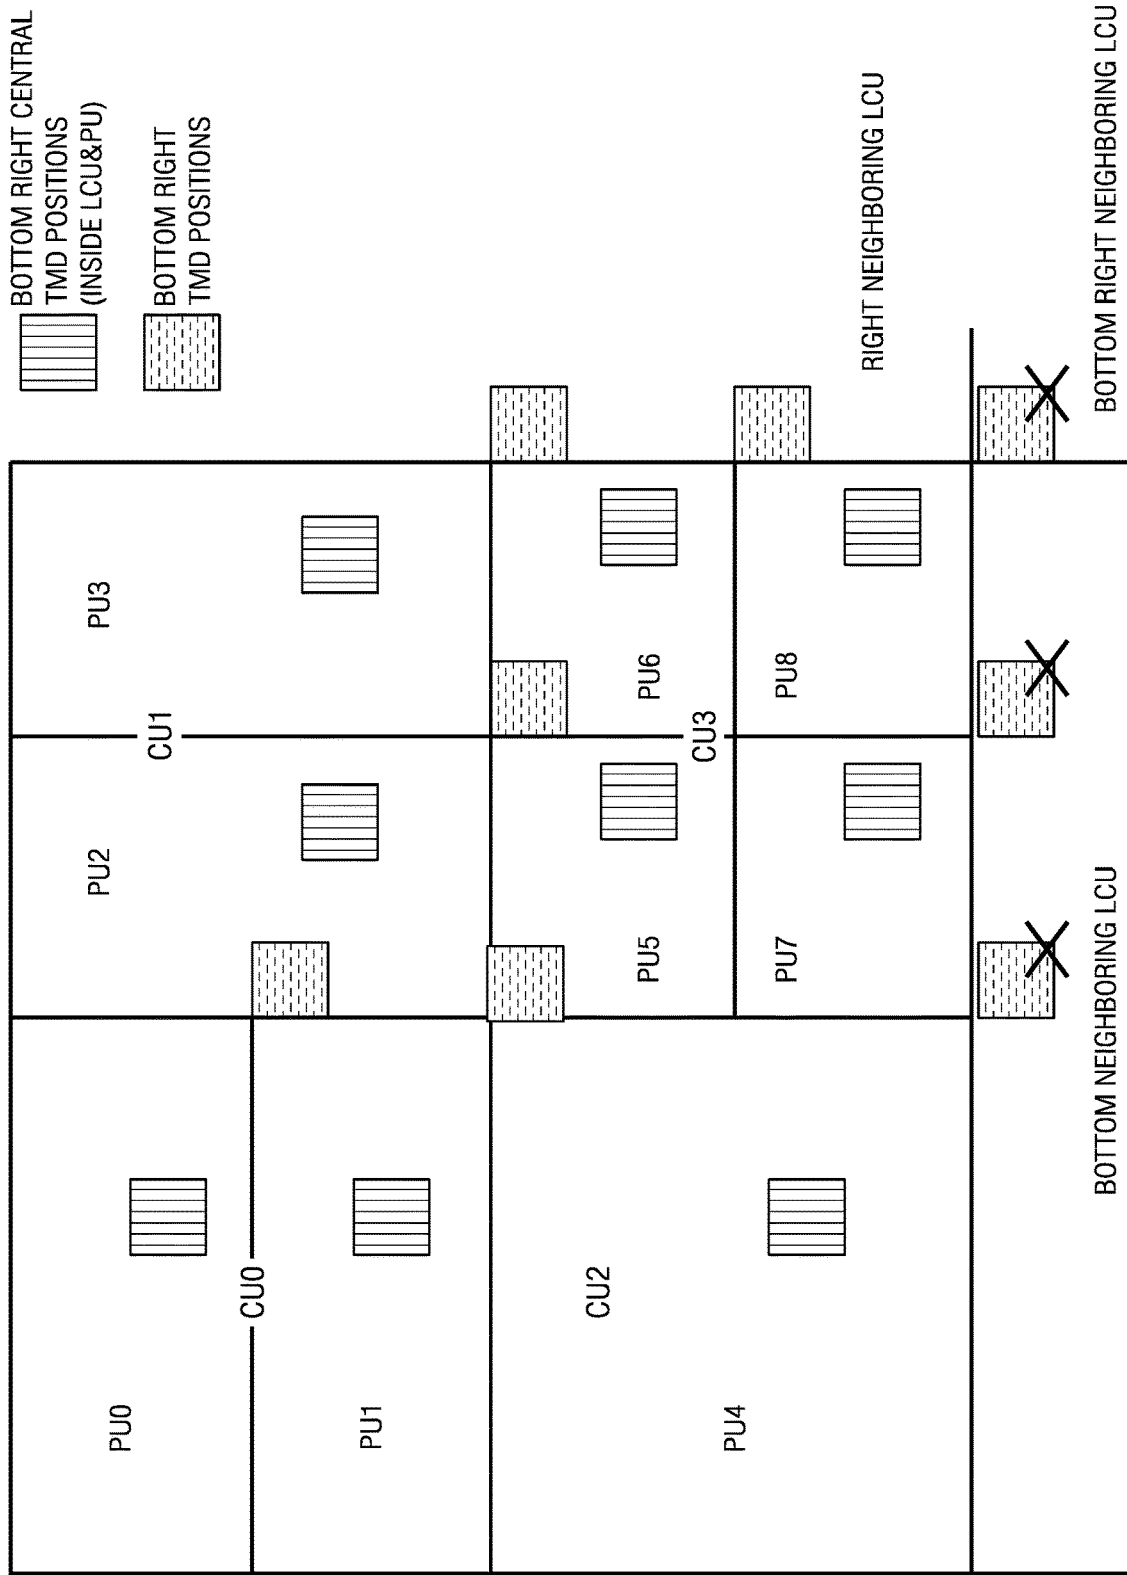 BOTTOM RIGHT CENTRAL
TMD POSITIONS
(INSIDE LCU&PU)
BOTTOM RIGHT
TMD POSITIONS
PU0
PU2
PU3
CU1
CU0
PU1
CU2
PU5
PU6
CU3
PU4
PU7
PU8
RIGHT NEIGHBORING LCU
BOTTOM NEIGHBORING LCU
BOTTOM RIGHT NEIGHBORING LCU